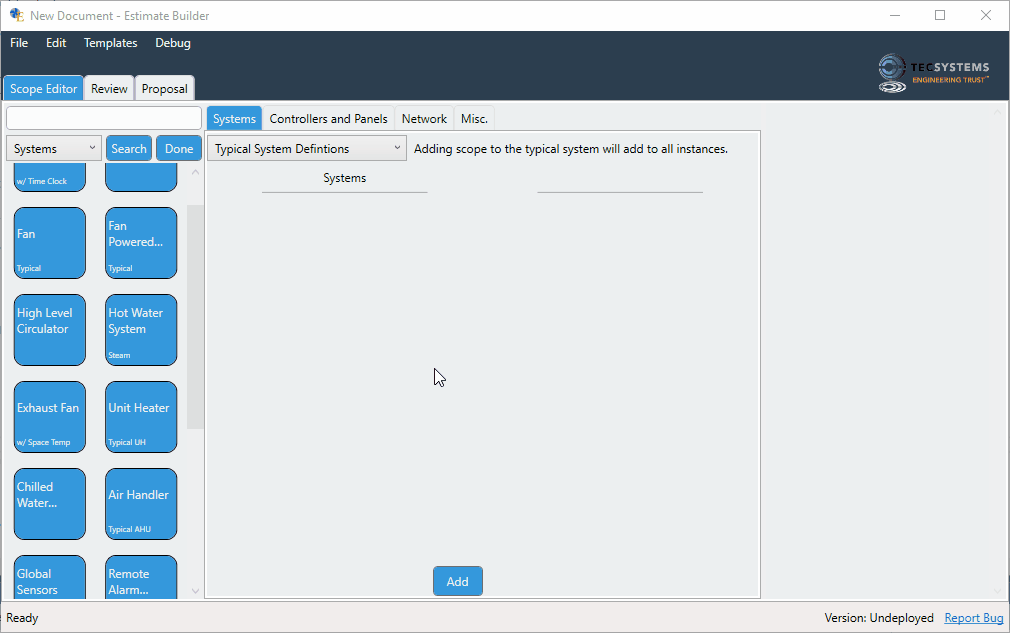 New Document - Estimate Builder
File Edit Templates Debug
TECSYSTEMS
ENGINEERING TRUST™
Scope Editor Review Proposal
Systems Controllers and Panels Network Misc.
Systems Search Done
Typical System Defintions Adding scope to the typical system will add to all instances.
Systems
w/ Time Clock
Fan
Typical
Fan
Powered...
Typical
High Level
Circulator
Hot Water
System
Steam
Exhaust Fan
w/ Space Temp
Unit Heater
Typical UH
Chilled
Water...
Air Handler
Typical AHU
Global
Sensors
Remote
Alarm...
Add
Ready Version: Undeployed Report Bug